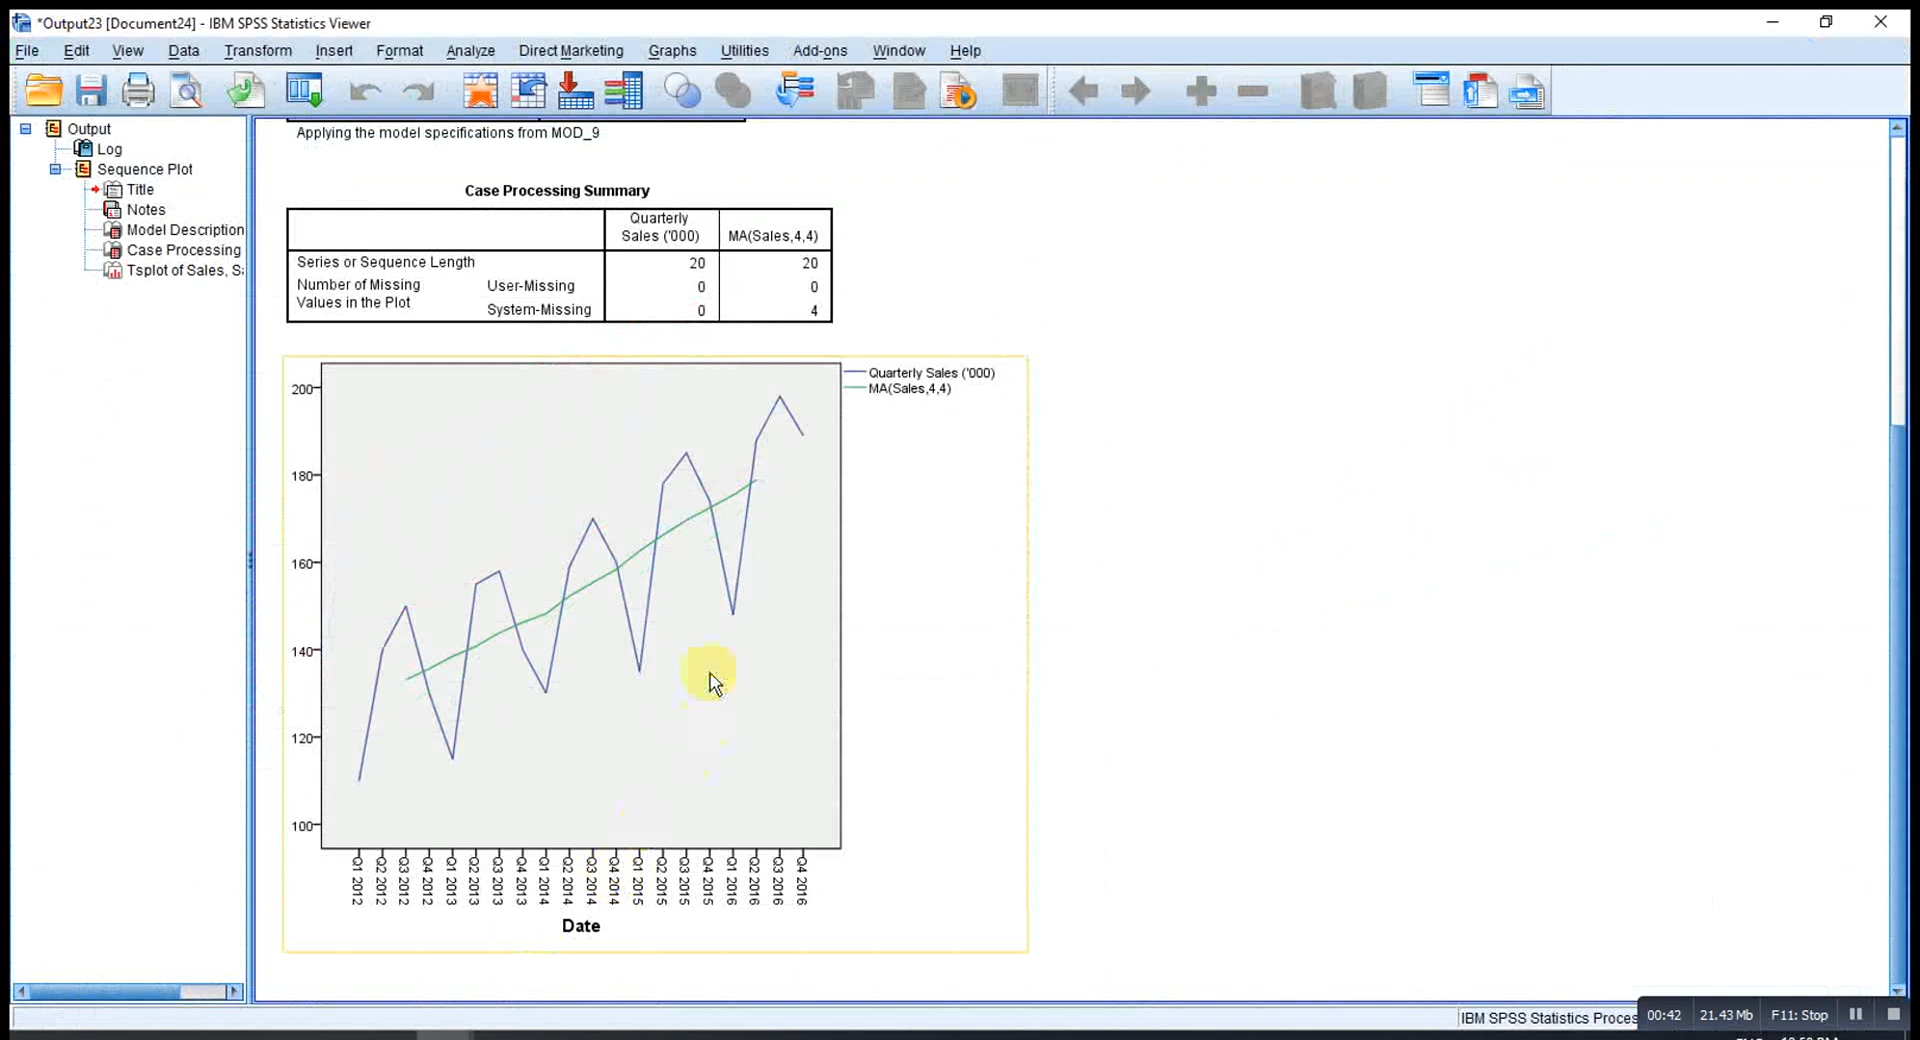 *Output23 [Document24] - IBM SPSS Statistics Viewer
File Edit View Data Transform Insert Format Analyze Direct Marketing Graphs Utilities Add-ons Window Help
Output
Log
Sequence Plot
Title
Notes
Model Description
Case Processing
Tsplot of Sales, Sa
Applying the model specifications from MOD_9
Case Processing Summary
Quarterly Sales ('000) MA(Sales,4,4)
Series or Sequence Length 20 20
Number of Missing Values in the Plot User-Missing 0 0
System-Missing 0 4
Quarterly Sales ('000)
MA(Sales,4,4)
200
180
160
140
120
100
Q1 2012 Q2 2012 Q3 2012 Q4 2012 Q1 2013 Q2 2013 Q3 2013 Q4 2013 Q1 2014 Q2 2014 Q3 2014 Q4 2014 Q1 2015 Q2 2015 Q3 2015 Q4 2015 Q1 2016 Q2 2016 Q3 2016 Q4 2016
Date
IBM SPSS Statistics Proces
00:42 21.43 Mb F11: Stop